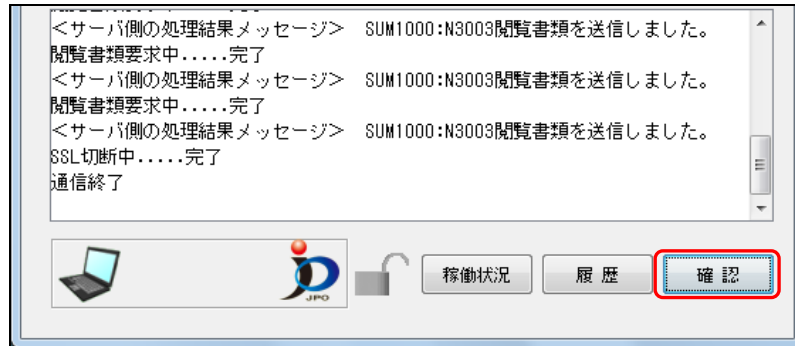 <サーバ側の処理結果メッセージ>　SUM1000:N3003閲覧書類を送信しました。
閲覧書類要求中.....完了
<サーバ側の処理結果メッセージ>　SUM1000:N3003閲覧書類を送信しました。
閲覧書類要求中.....完了
<サーバ側の処理結果メッセージ>　SUM1000:N3003閲覧書類を送信しました。
SSL切断中.....完了
通信終了
JPO
稼働状況
履 歴
確 認